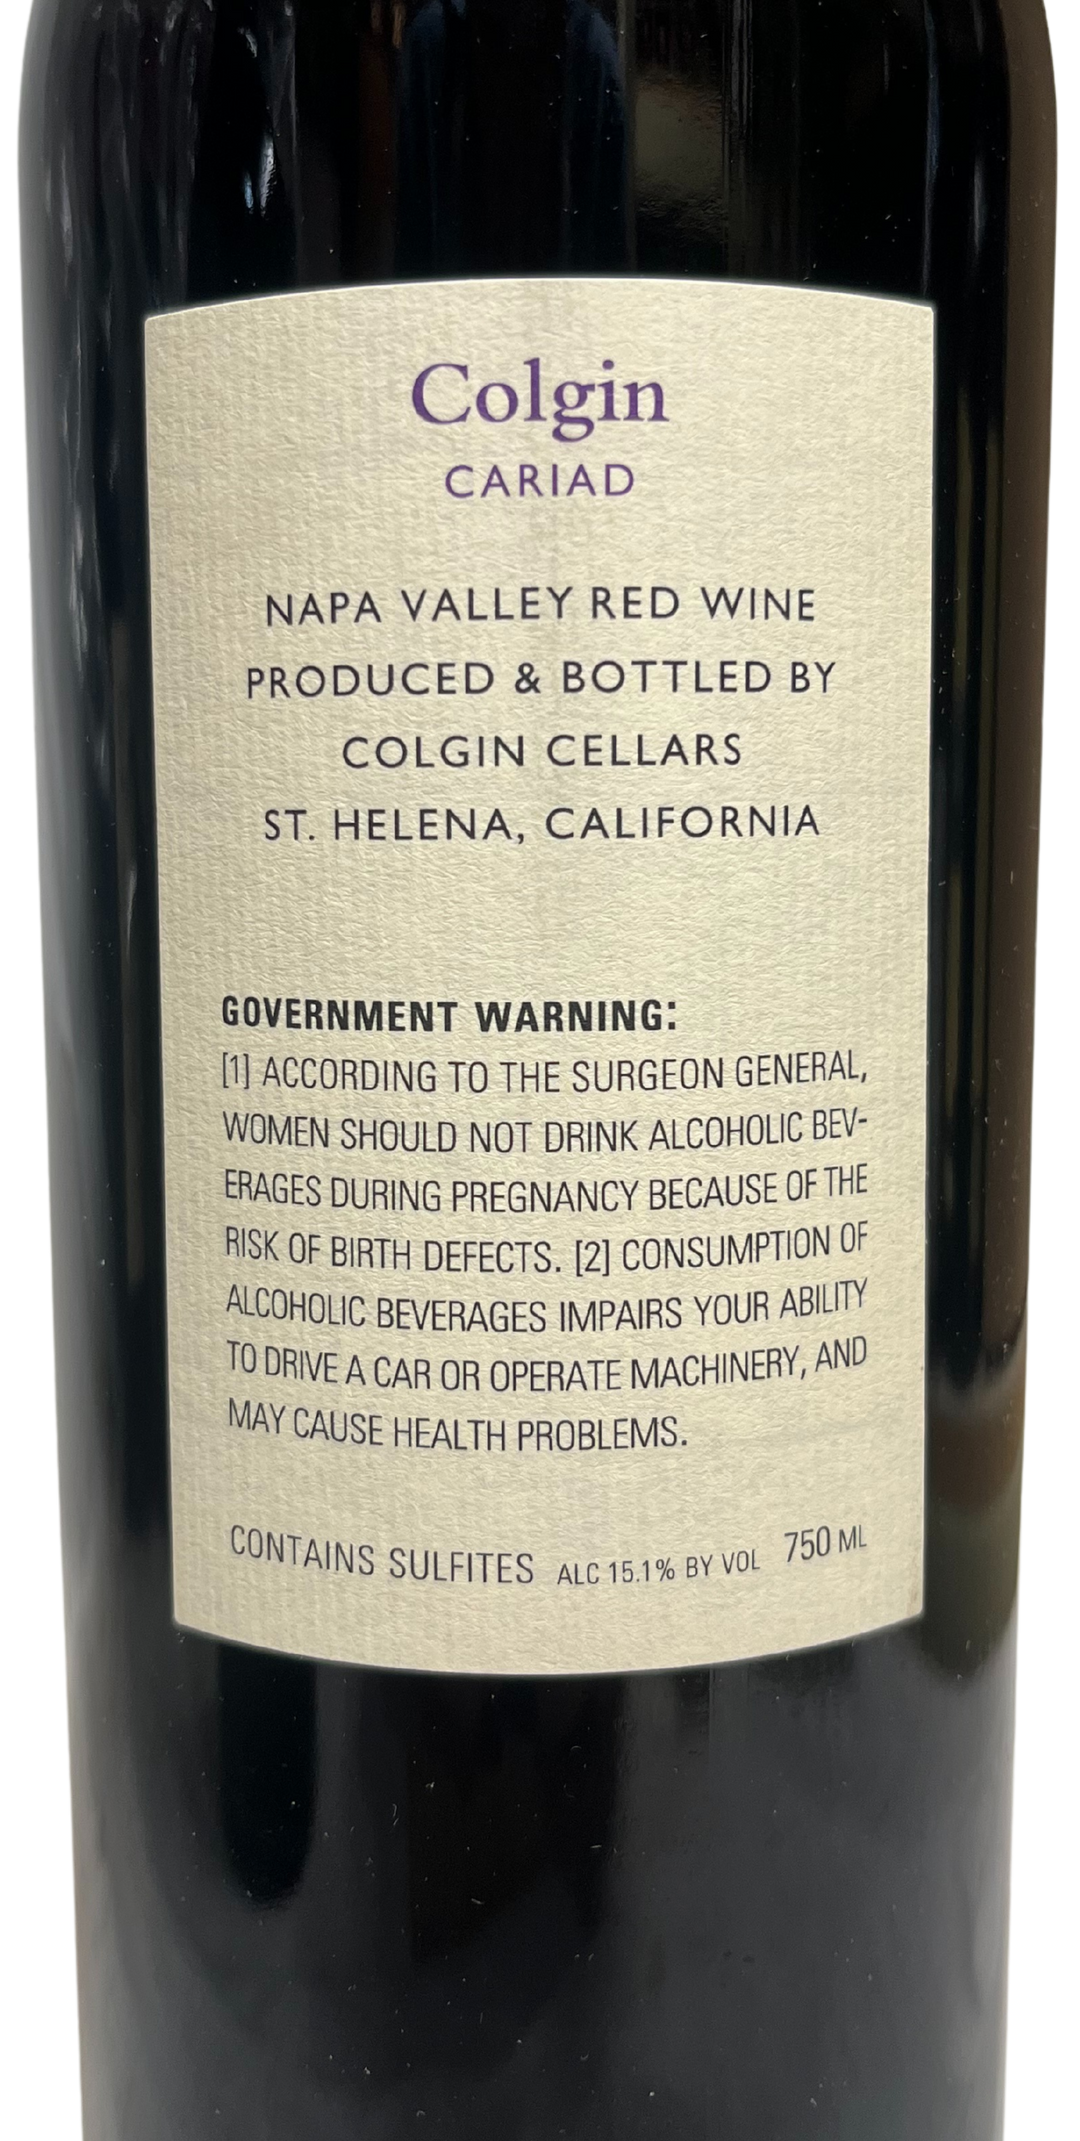 Colgin
CARIAD
NAPA VALLEY RED WINE
PRODUCED & BOTTLED BY
COLGIN CELLARS
ST. HELENA, CALIFORNIA
GOVERNMENT WARNING:
[1] ACCORDING TO THE SURGEON GENERAL,
WOMEN SHOULD NOT DRINK ALCOHOLIC BEV-
ERAGES DURING PREGNANCY BECAUSE OF THE
RISK OF BIRTH DEFECTS. [2] CONSUMPTION OF
ALCOHOLIC BEVERAGES IMPAIRS YOUR ABILITY
TO DRIVE A CAR OR OPERATE MACHINERY, AND
MAY CAUSE HEALTH PROBLEMS.
CONTAINS SULFITES ALC 15.1% BY VOL 750 ML